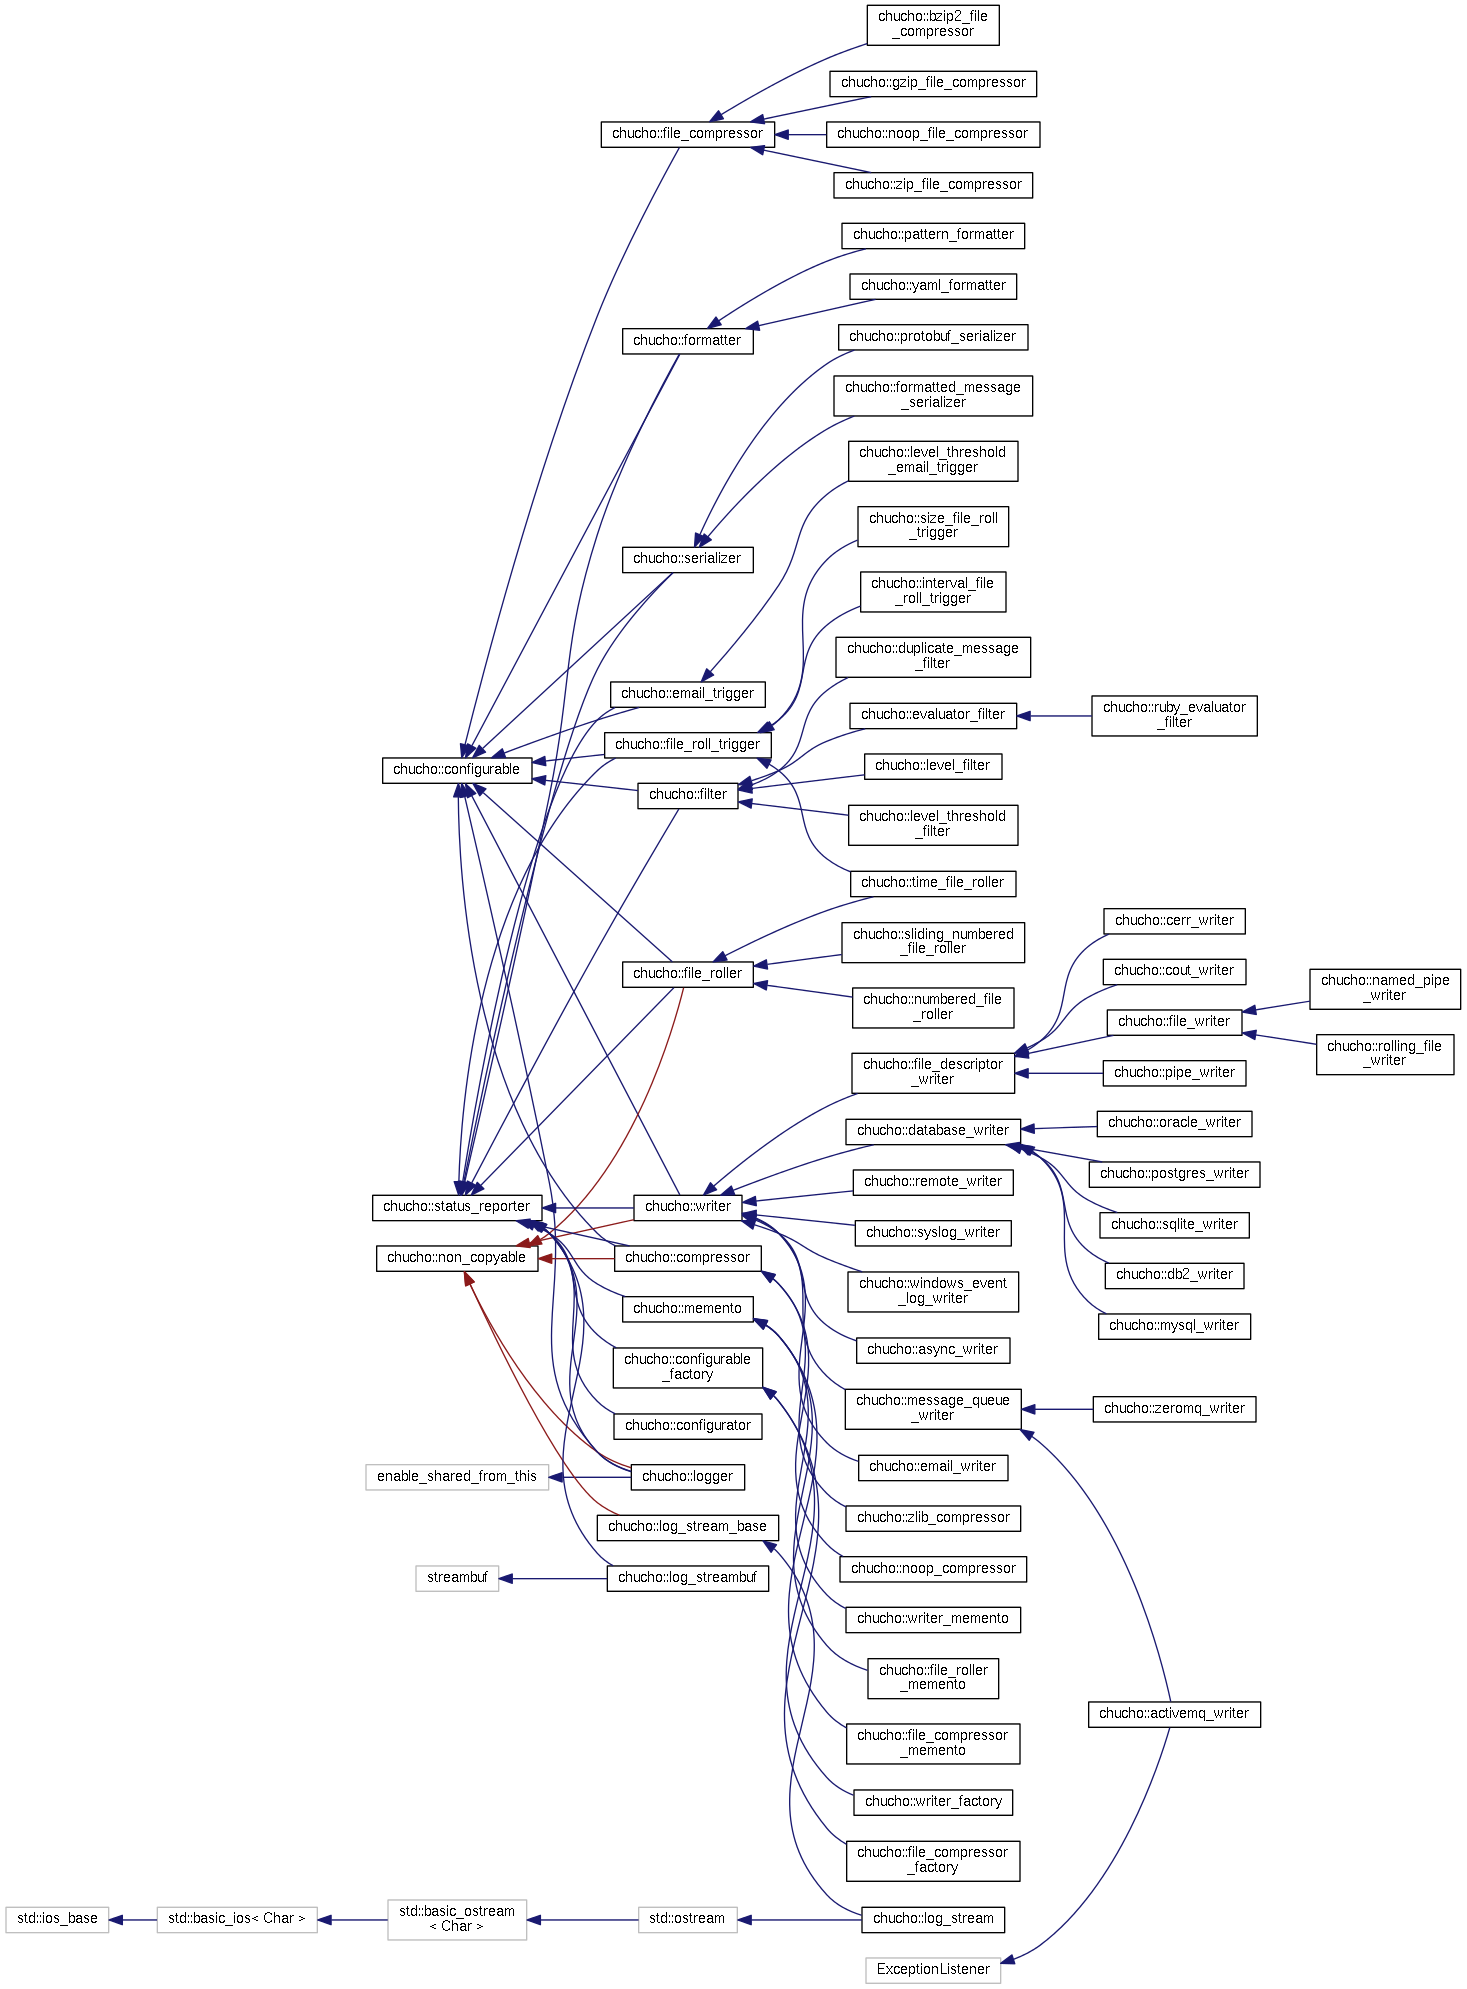 chucho::bzip2_file
_compressor
chucho::gzip_file_compressor
chucho::file_compressor
chucho::noop_file_compressor
chucho::zip_file_compressor
chucho::pattern_formatter
chucho::yaml_formatter
chucho::formatter
chucho::protobuf_serializer
chucho::formatted_message
_serializer
chucho::level_threshold
_email_trigger
chucho::size_file_roll
_trigger
chucho::serializer
chucho::interval_file
_roll_trigger
chucho::duplicate_message
_filter
chucho::email_trigger
chucho::evaluator_filter
chucho::ruby_evaluator
_filter
chucho::file_roll_trigger
chucho::configurable
chucho::level_filter
chucho::filter
chucho::level_threshold
_filter
chucho::time_file_roller
chucho::cerr_writer
chucho::sliding_numbered
_file_roller
chucho::file_roller
chucho::cout_writer
chucho::named_pipe
_writer
chucho::numbered_file
_roller
chucho::file_writer
chucho::rolling_file
_writer
chucho::file_descriptor
_writer
chucho::pipe_writer
chucho::database_writer
chucho::oracle_writer
chucho::remote_writer
chucho::postgres_writer
chucho::status_reporter
chucho::writer
chucho::syslog_writer
chucho::sqlite_writer
chucho::non_copyable
chucho::compressor
chucho::windows_event
_log_writer
chucho::db2_writer
chucho::memento
chucho::mysql_writer
chucho::async_writer
chucho::configurable
_factory
chucho::message_queue
_writer
chucho::zeromq_writer
chucho::configurator
chucho::email_writer
enable_shared_from_this
chucho::logger
chucho::zlib_compressor
chucho::log_stream_base
chucho::noop_compressor
streambuf
chucho::log_streambuf
chucho::writer_memento
chucho::file_roller
_memento
chucho::activemq_writer
chucho::file_compressor
_memento
chucho::writer_factory
chucho::file_compressor
_factory
std::ios_base
std::basic_ios< Char >
std::basic_ostream
< Char >
std::ostream
chucho::log_stream
ExceptionListener